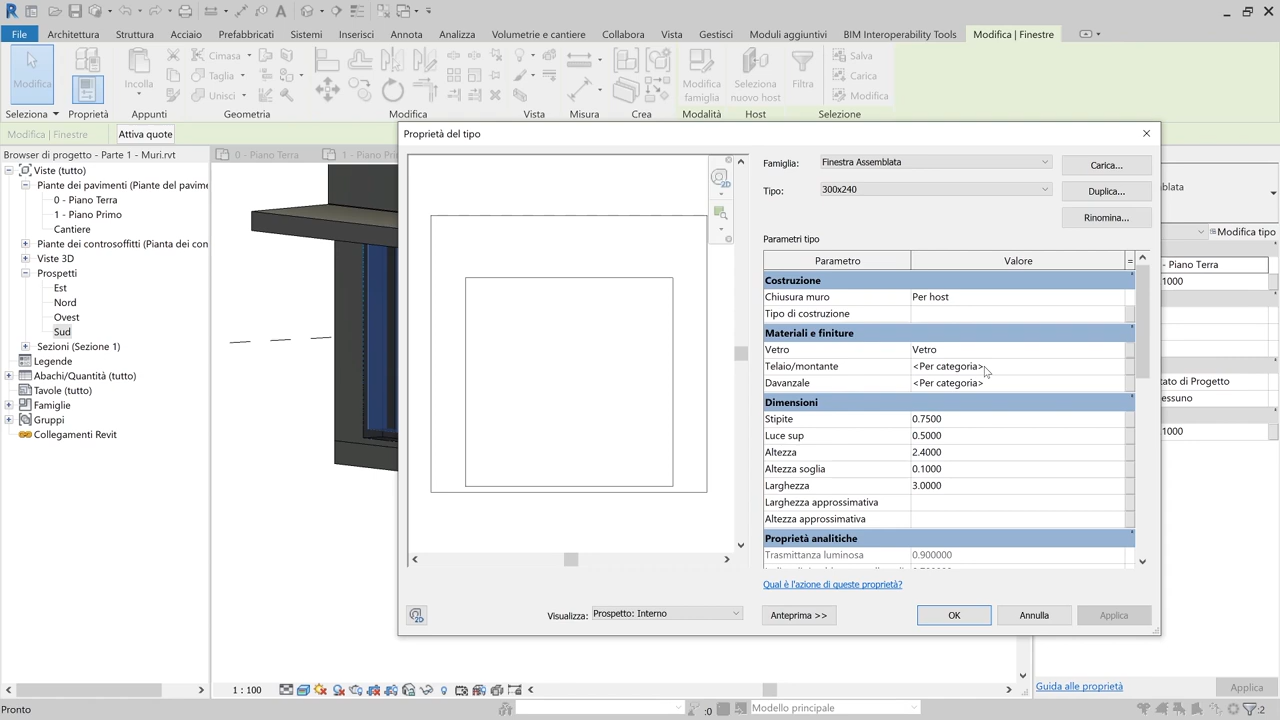 File Architettura Struttura Acciaio Prefabbricati Sistemi Inserisci Annota Analizza Volumetrie e cantiere Collabora Vista Gestisci Moduli aggiuntivi BIM Interoperability Tools Modifica | Finestre
Modifica Incolla Cimasa Taglia Unisci Modifica famiglia Seleziona nuovo host Filtra Salva Carica Modifica
Seleziona Proprietà Appunti Geometria Modifica Vista Misura Crea Modalità Host Selezione
Modifica | Finestre Attiva quote
Browser di progetto - Parte 1 - Muri.rvt
0 - Piano Terra
Viste (tutto)
Piante dei pavimenti (Piante del pavime
0 - Piano Terra
1 - Piano Primo
Cantiere
Piante dei controsoffitti (Pianta dei con
Viste 3D
Prospetti
Est
Nord
Ovest
Sud
Sezioni (Sezione 1)
Legende
Abachi/Quantità (tutto)
Tavole (tutto)
Famiglie
Gruppi
Collegamenti Revit
1 - Piano Pri
Proprietà del tipo
2D
Famiglia: Finestra Assemblata Carica...
Tipo: 300x240 Duplica...
Rinomina...
Parametri tipo
Parametro Valore =
Costruzione
Chiusura muro Per host
Tipo di costruzione
Materiali e finiture
Vetro Vetro
Telaio/montante <Per categoria>
Davanzale <Per categoria>
Dimensioni
Stipite 0.7500
Luce sup 0.5000
Altezza 2.4000
Altezza soglia 0.1000
Larghezza 3.0000
Larghezza approssimativa
Altezza approssimativa
Proprietà analitiche
Trasmittanza luminosa 0.900000
Qual è l'azione di queste proprietà?
2D
Visualizza: Prospetto: Interno Anteprima >> OK Annulla Applica
blata
Modifica tipo
- Piano Terra
1000
tato di Progetto
essuno
1000
Guida alle proprietà Applica
1 : 100
Pronto
:0
Modello principale
:2